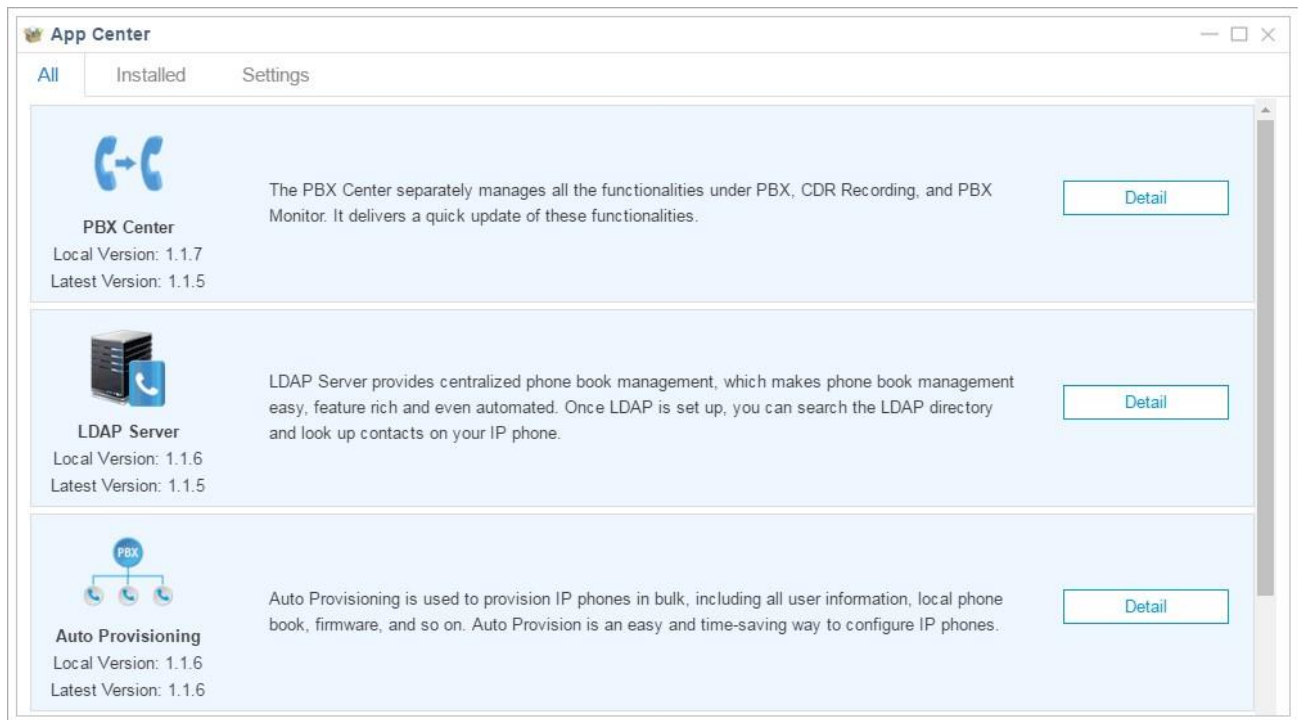 App Center
All Installed Settings
PBX Center
Local Version: 1.1.7
Latest Version: 1.1.5
The PBX Center separately manages all the functionalities under PBX, CDR Recording, and PBX
Monitor. It delivers a quick update of these functionalities.
Detail
LDAP Server
Local Version: 1.1.6
Latest Version: 1.1.5
LDAP Server provides centralized phone book management, which makes phone book management
easy, feature rich and even automated. Once LDAP is set up, you can search the LDAP directory
and look up contacts on your IP phone.
Detail
PBX
Auto Provisioning
Local Version: 1.1.6
Latest Version: 1.1.6
Auto Provisioning is used to provision IP phones in bulk, including all user information, local phone
book, firmware, and so on. Auto Provision is an easy and time-saving way to configure IP phones.
Detail